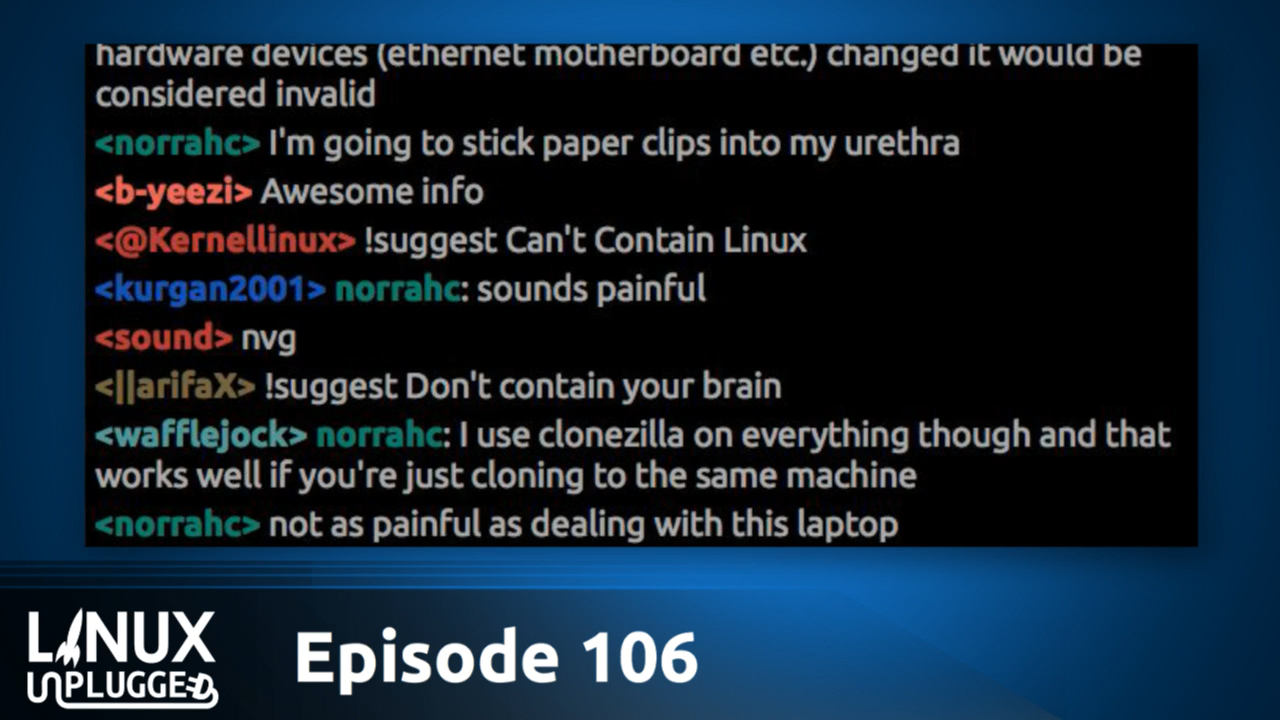 hardware devices (ethernet motherboard etc.) changed it would be
considered invalid
<norrahc> I'm going to stick paper clips into my urethra
<b-yeezi> Awesome info
<@Kernellinux> !suggest Can't Contain Linux
<kurgan2001> norrahc: sounds painful
<sound> nvg
<||arifaX> !suggest Don't contain your brain
<wafflejock> norrahc: I use clonezilla on everything though and that
works well if you're just cloning to the same machine
<norrahc> not as painful as dealing with this laptop
LINUX
UNPLUGGED
Episode 106